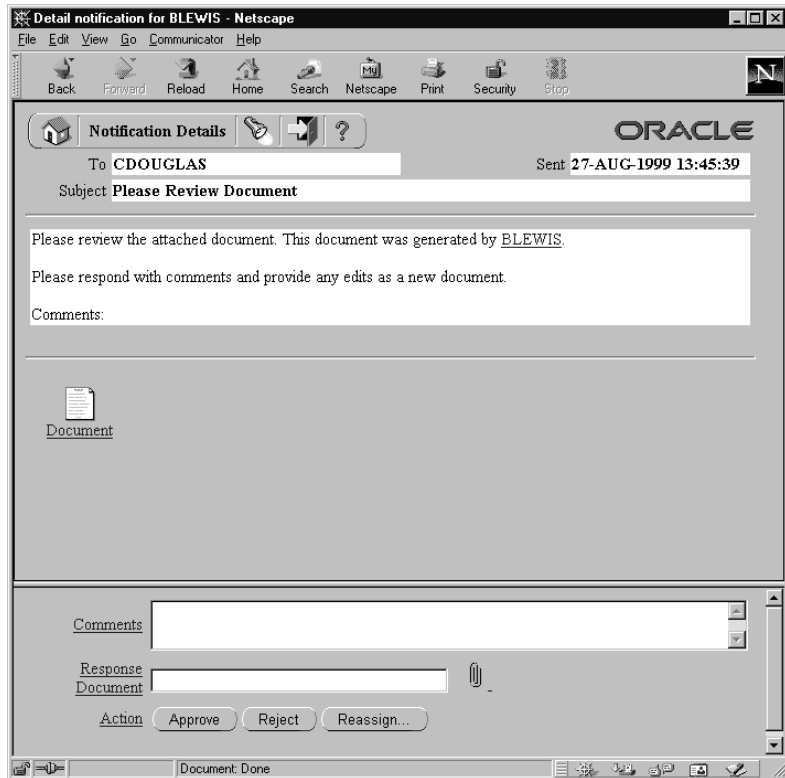 Detail notification for BLEWIS - Netscape
File Edit View Go Communicator Help
Back Forward Reload Home Search Netscape Print Security Stop
My
N
Notification Details ?
ORACLE
To CDOUGLAS Sent 27-AUG-1999 13:45:39
Subject Please Review Document
Please review the attached document. This document was generated by BLEWIS.
Please respond with comments and provide any edits as a new document.
Comments:
Document
Comments
Response
Document
Action Approve Reject Reassign...
Document: Done